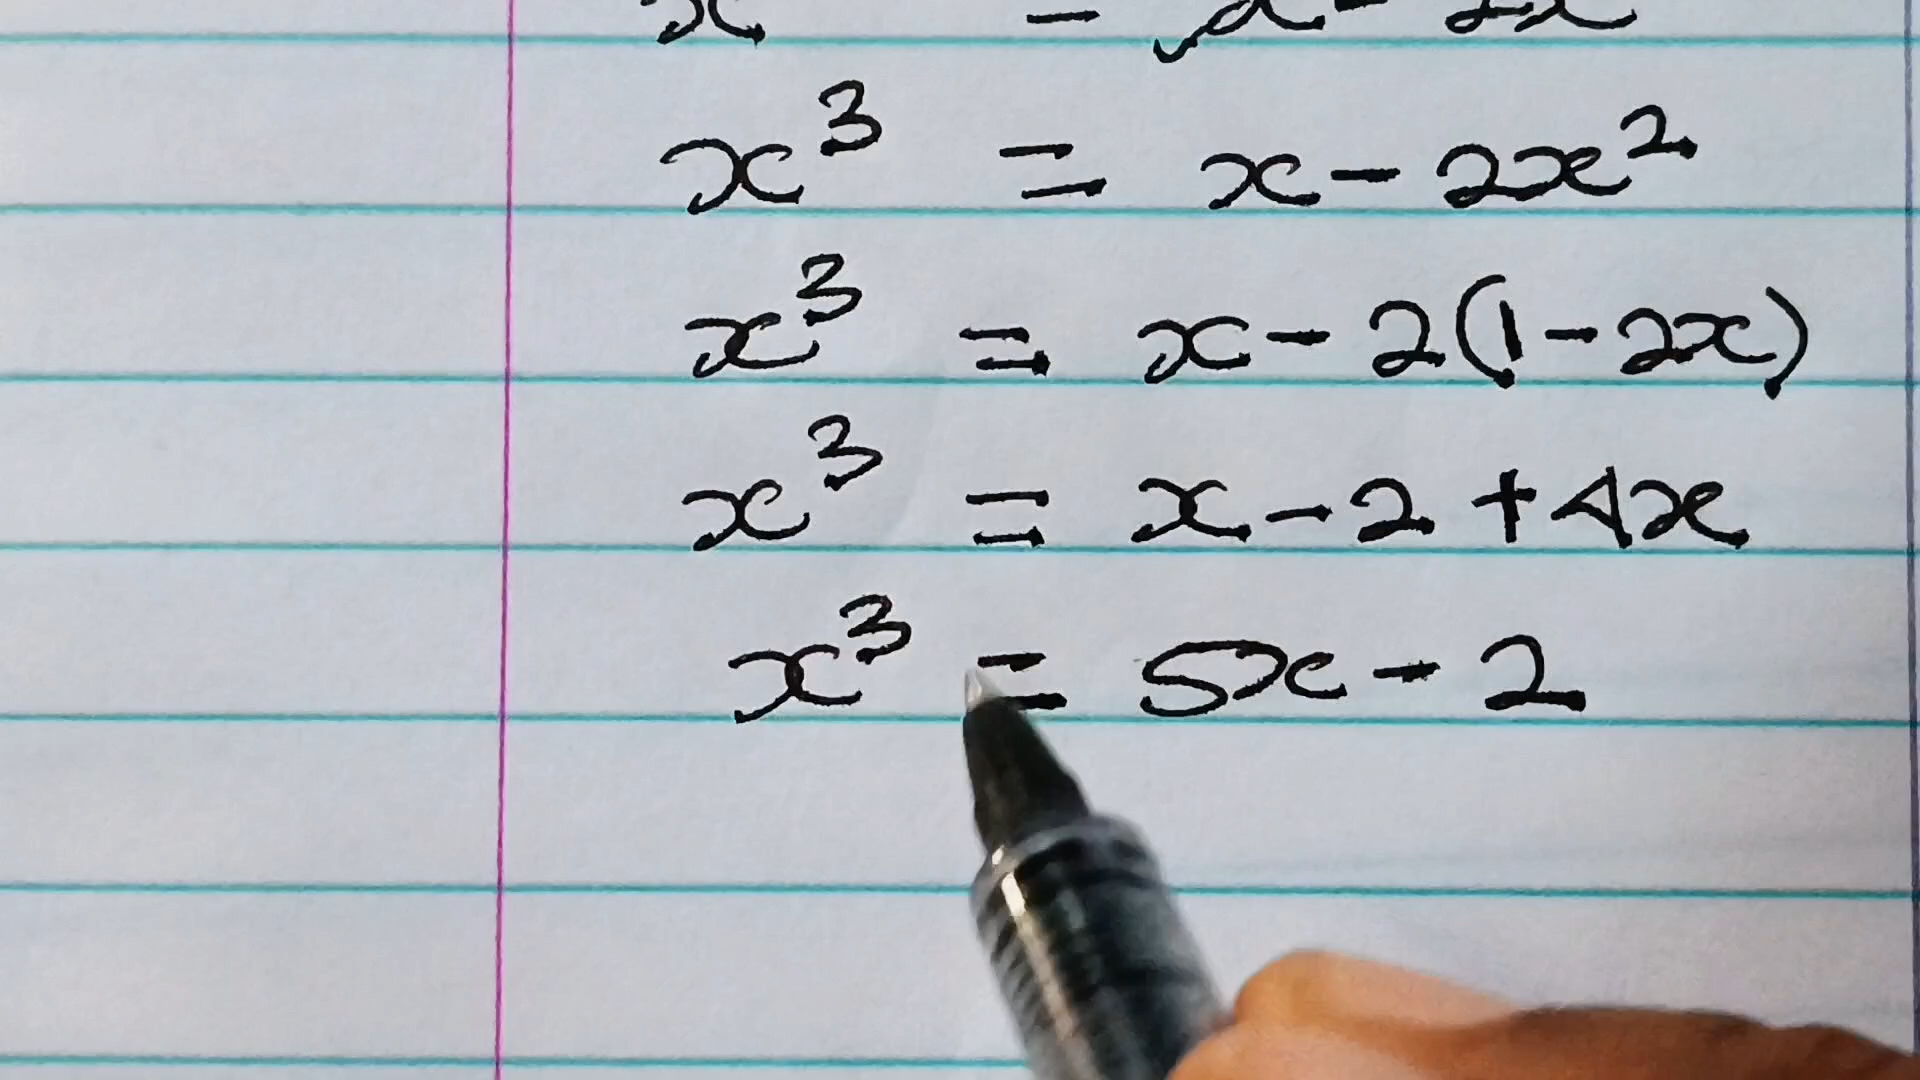 x³ = x - 2x²
x³ = x - 2(1 - 2x)
x³ = x - 2 + 4x
x³ = 5x - 2